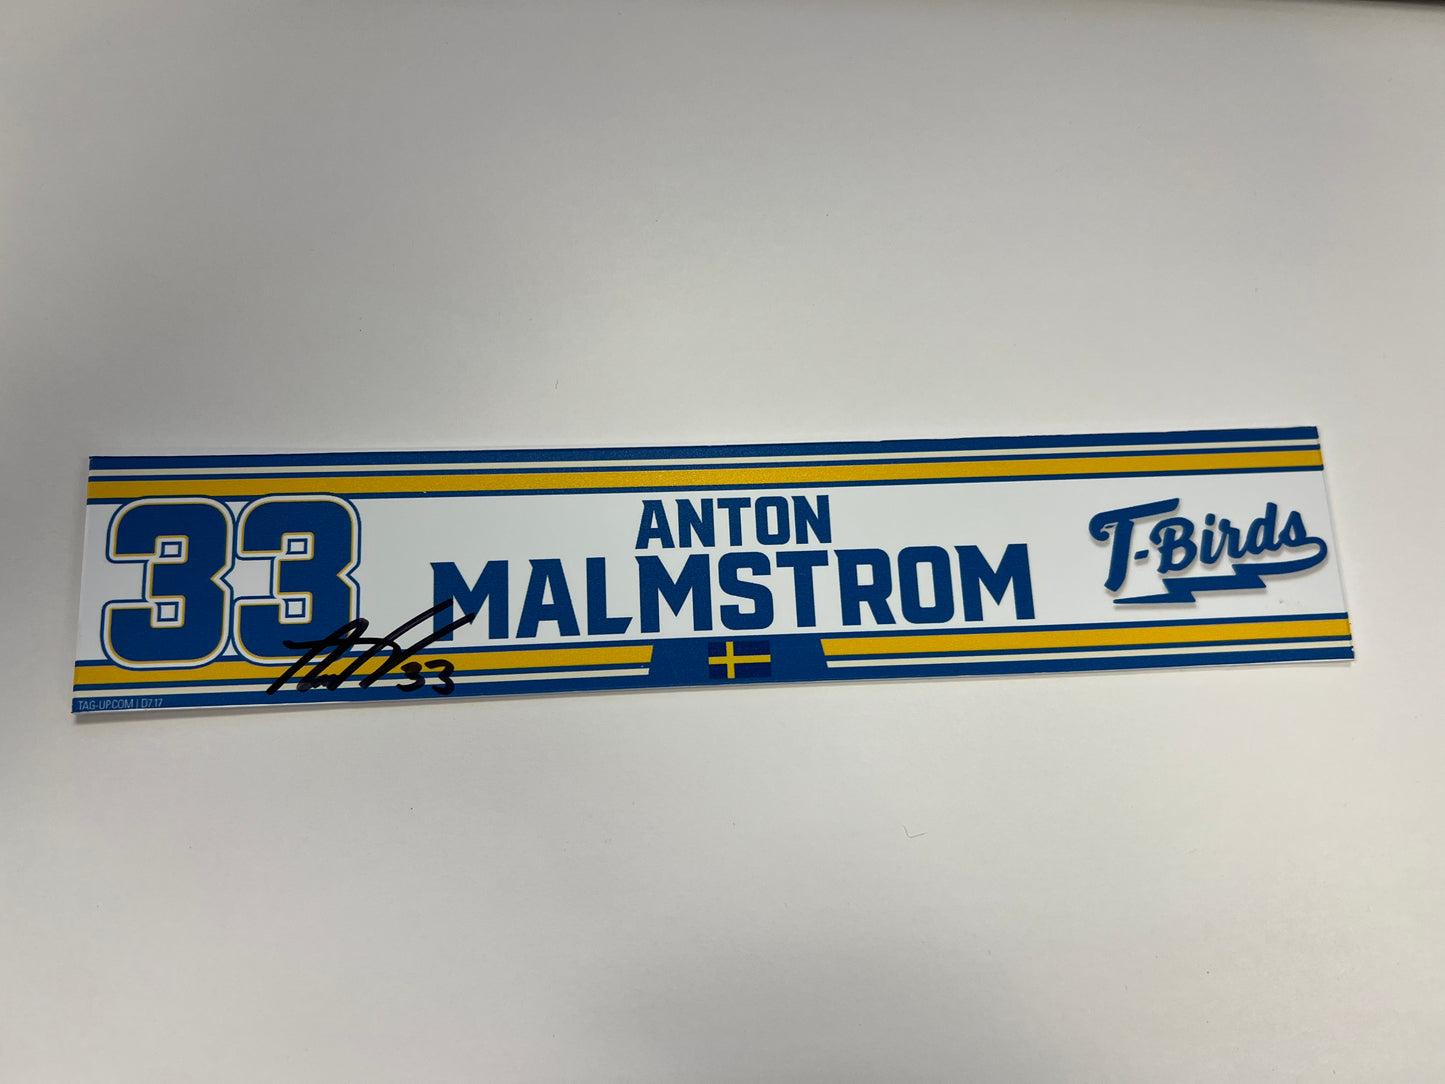 33
ANTON
MALMSTROM
T-Birds
33
TAG-UP.COM | D7.17